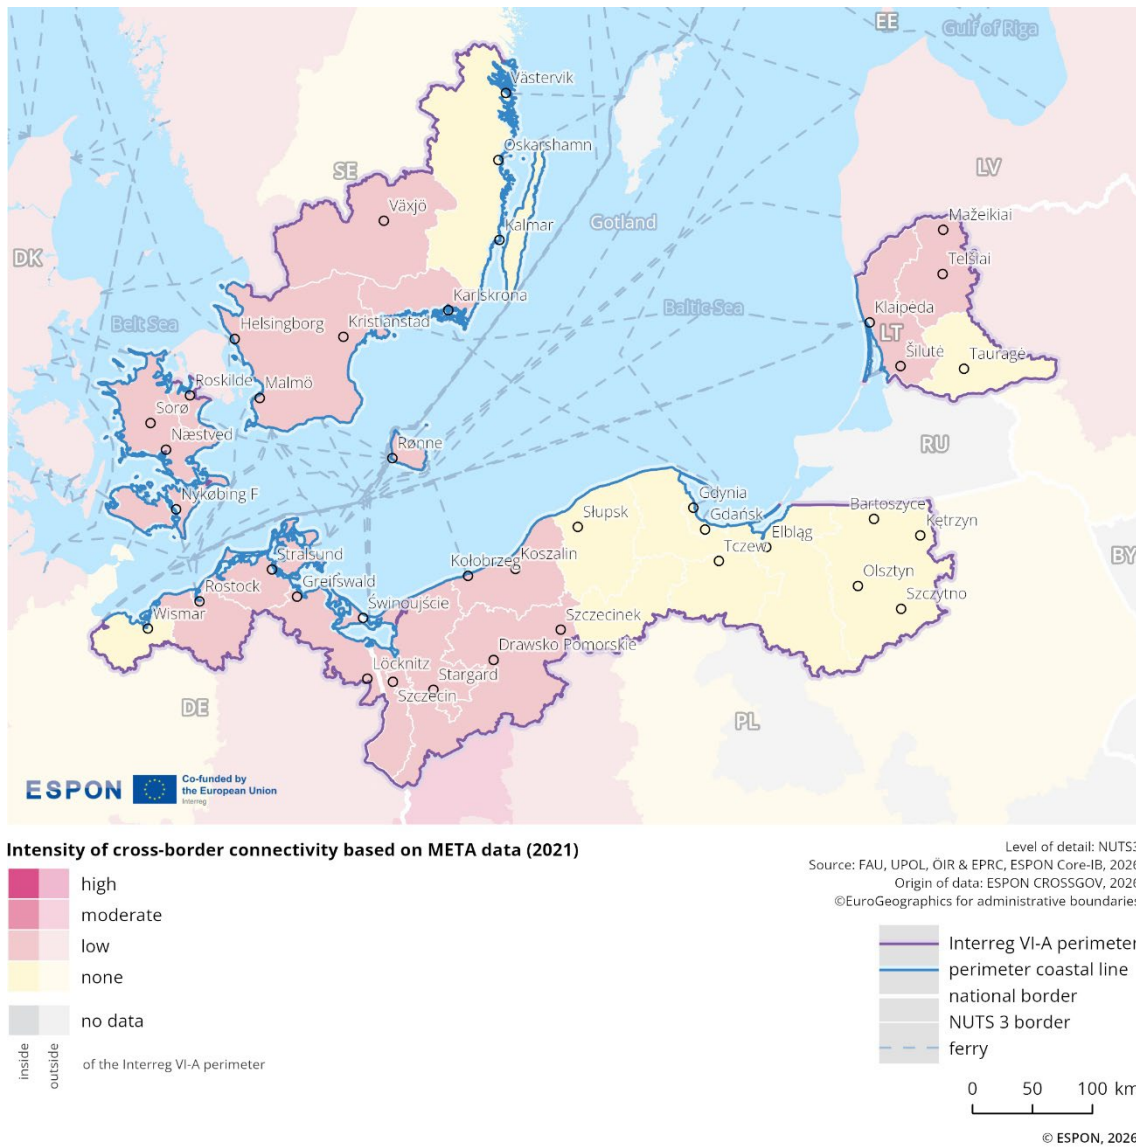 EE
Gulf of Riga
Västervik
Oskarshamn
SE
LV
Växjö
Mažeikiai
Gotland
Kalmar
DK
Telšiai
Karlskrona
Baltic Sea
Klaipėda
Belt Sea
Helsingborg
Kristianstad
LT
Šilutė
Tauragė
Roskilde
Malmö
Sorø
Næstved
Rønne
RU
Nykøbing F
Gdynia
Bartoszyce
Słupsk
Gdańsk
Kętrzyn
Elbląg
Tczew
Stralsund
Koszalin
BY
Kołobrzeg
Rostock
Greifswald
Olsztyn
Świnoujście
Szczytno
Wismar
Szczecinek
Drawsko Pomorskie
Löcknitz
Stargard
Szczecin
DE
PL
ESPON
Co-funded by
the European Union
Interreg
Intensity of cross-border connectivity based on META data (2021)
high
moderate
low
none
no data
inside
outside
of the Interreg VI-A perimeter
Level of detail: NUTS3
Source: FAU, UPOL, ÖIR & EPRC, ESPON Core-IB, 2026
Origin of data: ESPON CROSSGOV, 2026
©EuroGeographics for administrative boundaries
Interreg VI-A perimeter
perimeter coastal line
national border
NUTS 3 border
ferry
0 50 100 km
© ESPON, 2026